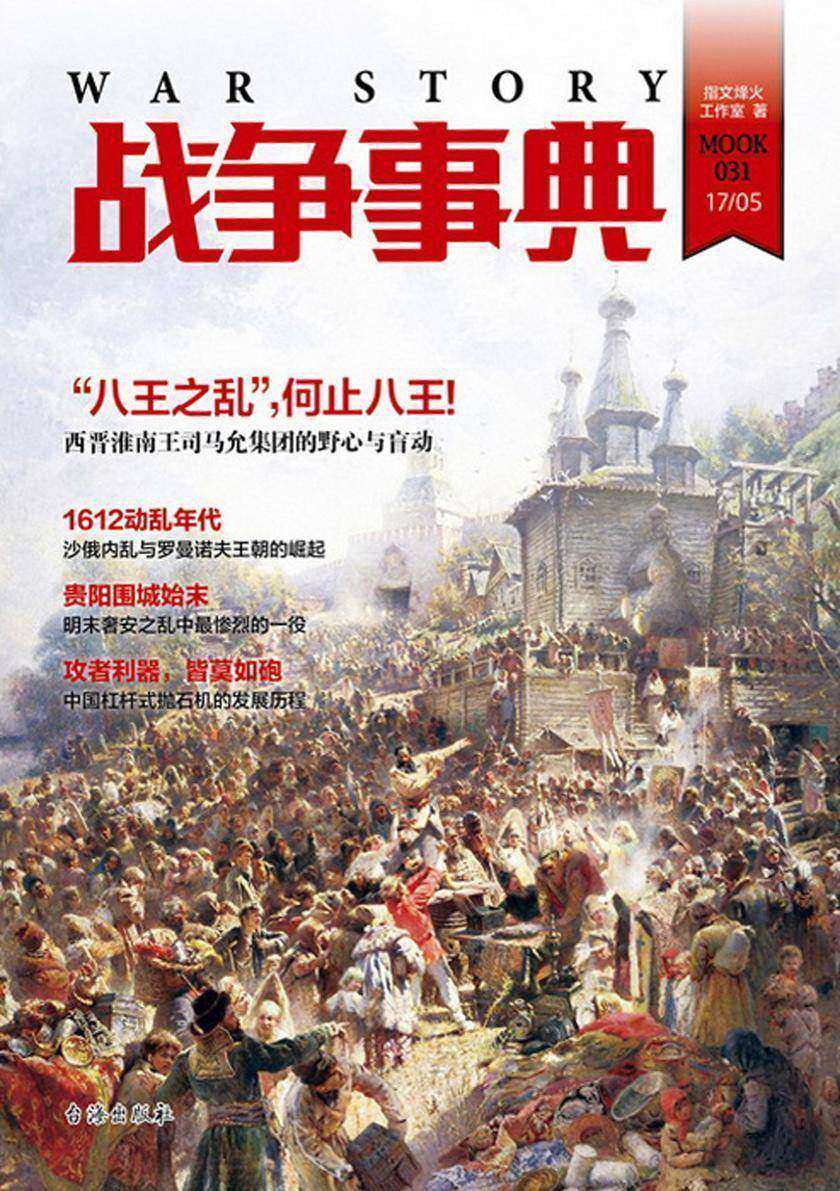 WAR STORY
战争事典
指文烽火
工作室 著
MOOK
031
17/05
“八王之乱”,何止八王!
西晋淮南王司马允集团的野心与盲动
1612动乱年代
沙俄内乱与罗曼诺夫王朝的崛起
贵阳围城始末
明末奢安之乱中最惨烈的一役
攻者利器，皆莫如砲
中国杠杆式抛石机的发展历程
台海出版社